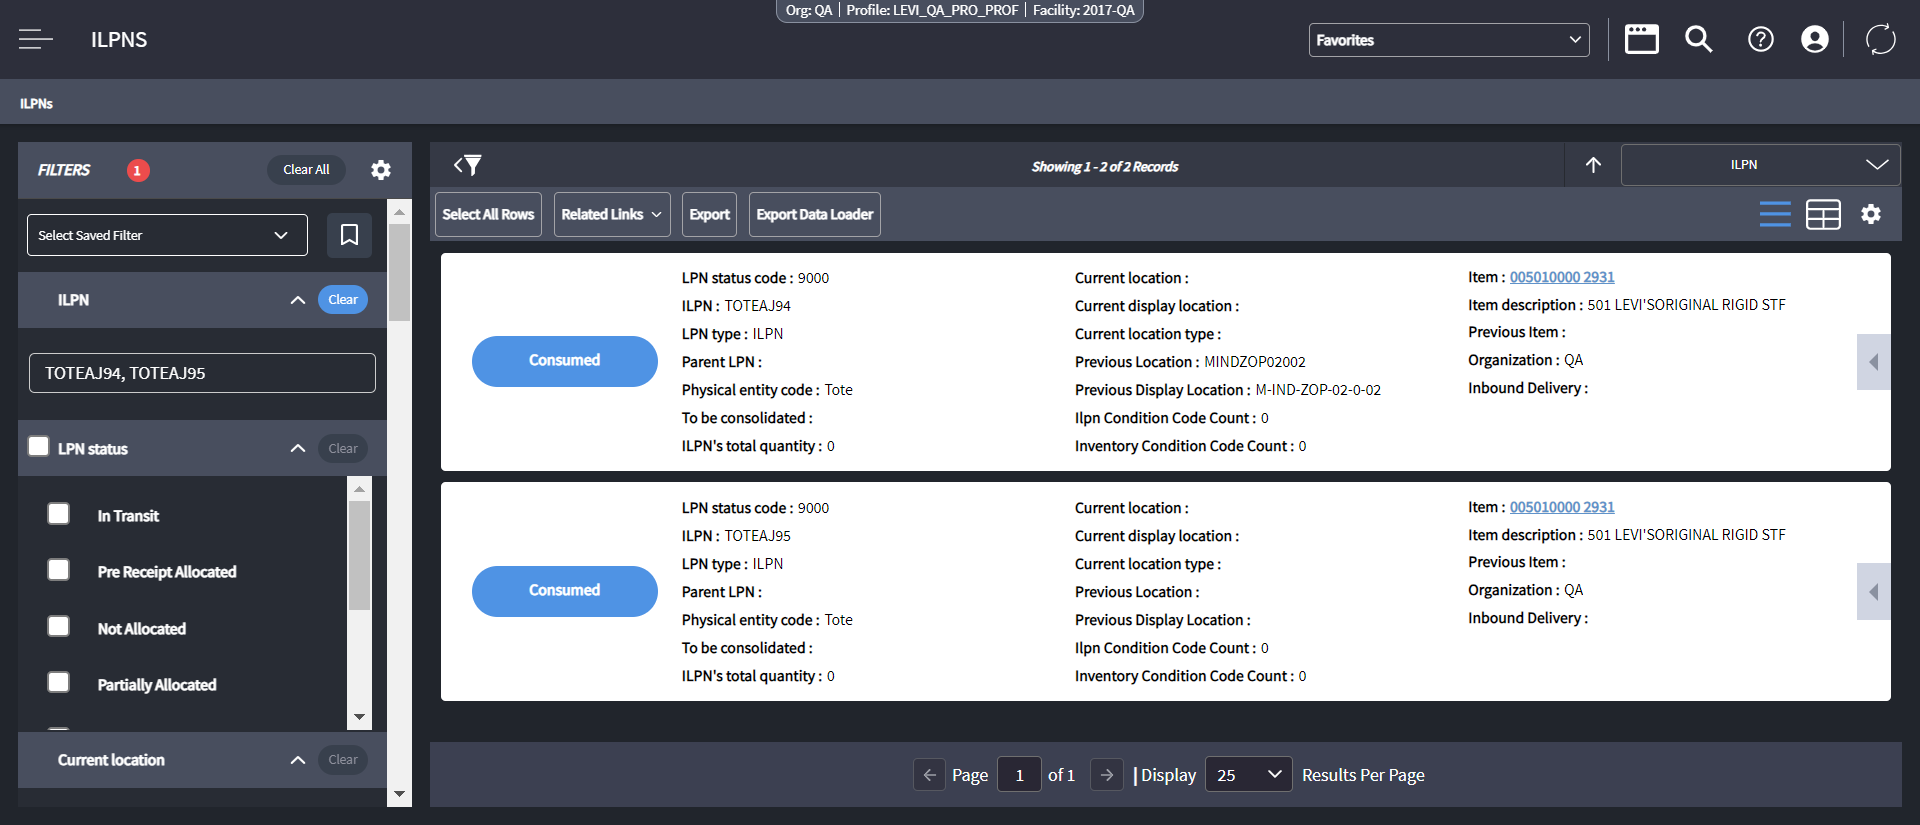 Org: QA | Profile: LEVI_QA_PRO_PROF | Facility: 2017-QA
ILPNS
Favorites
ILPNs
FILTERS 1 Clear All
Select Saved Filter
ILPN Clear
TOTEAJ94, TOTEAJ95
LPN status Clear
In Transit
Pre Receipt Allocated
Not Allocated
Partially Allocated
Current location Clear
Showing 1 - 2 of 2 Records
ILPN
Select All Rows Related Links Export Export Data Loader
Consumed
LPN status code : 9000
ILPN : TOTEAJ94
LPN type : ILPN
Parent LPN :
Physical entity code : Tote
To be consolidated :
ILPN's total quantity : 0
Current location :
Current display location :
Current location type :
Previous Location : MINDZOP02002
Previous Display Location : M-IND-ZOP-02-0-02
Ilpn Condition Code Count : 0
Inventory Condition Code Count : 0
Item : 005010000 2931
Item description : 501 LEVI'SORIGINAL RIGID STF
Previous Item :
Organization : QA
Inbound Delivery :
Consumed
LPN status code : 9000
ILPN : TOTEAJ95
LPN type : ILPN
Parent LPN :
Physical entity code : Tote
To be consolidated :
ILPN's total quantity : 0
Current location :
Current display location :
Current location type :
Previous Location :
Previous Display Location :
Ilpn Condition Code Count : 0
Inventory Condition Code Count : 0
Item : 005010000 2931
Item description : 501 LEVI'SORIGINAL RIGID STF
Previous Item :
Organization : QA
Inbound Delivery :
Page 1 of 1 | Display 25 Results Per Page